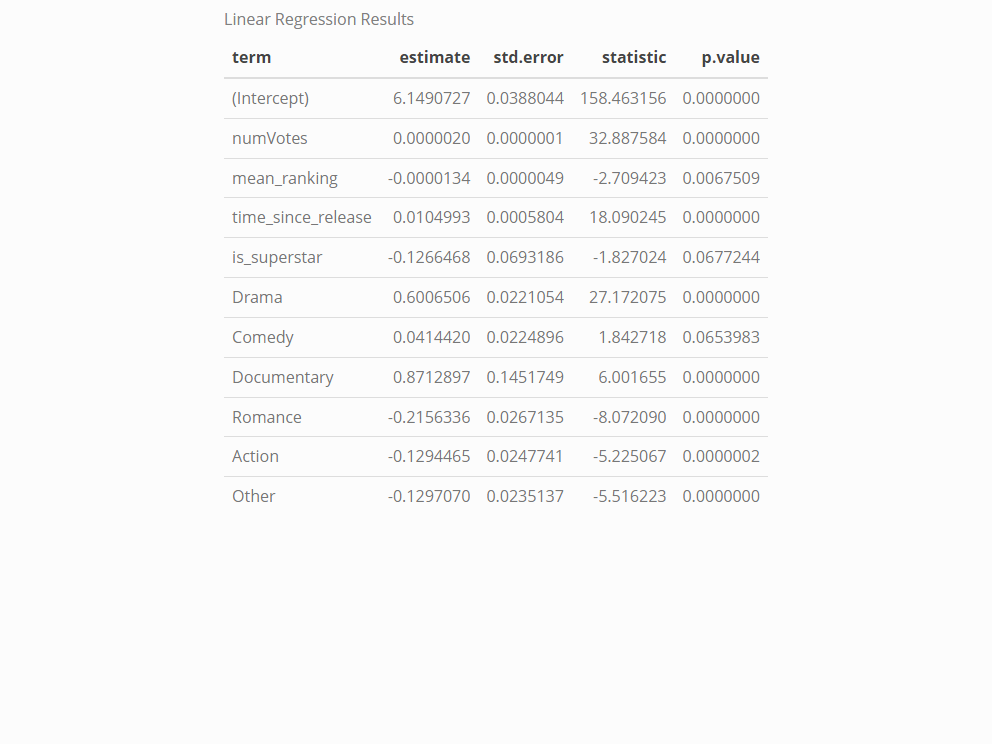 Linear Regression Results
term estimate std.error statistic p.value
(Intercept) 6.1490727 0.0388044 158.463156 0.0000000
numVotes 0.0000020 0.0000001 32.887584 0.0000000
mean_ranking -0.0000134 0.0000049 -2.709423 0.0067509
time_since_release 0.0104993 0.0005804 18.090245 0.0000000
is_superstar -0.1266468 0.0693186 -1.827024 0.0677244
Drama 0.6006506 0.0221054 27.172075 0.0000000
Comedy 0.0414420 0.0224896 1.842718 0.0653983
Documentary 0.8712897 0.1451749 6.001655 0.0000000
Romance -0.2156336 0.0267135 -8.072090 0.0000000
Action -0.1294465 0.0247741 -5.225067 0.0000002
Other -0.1297070 0.0235137 -5.516223 0.0000000